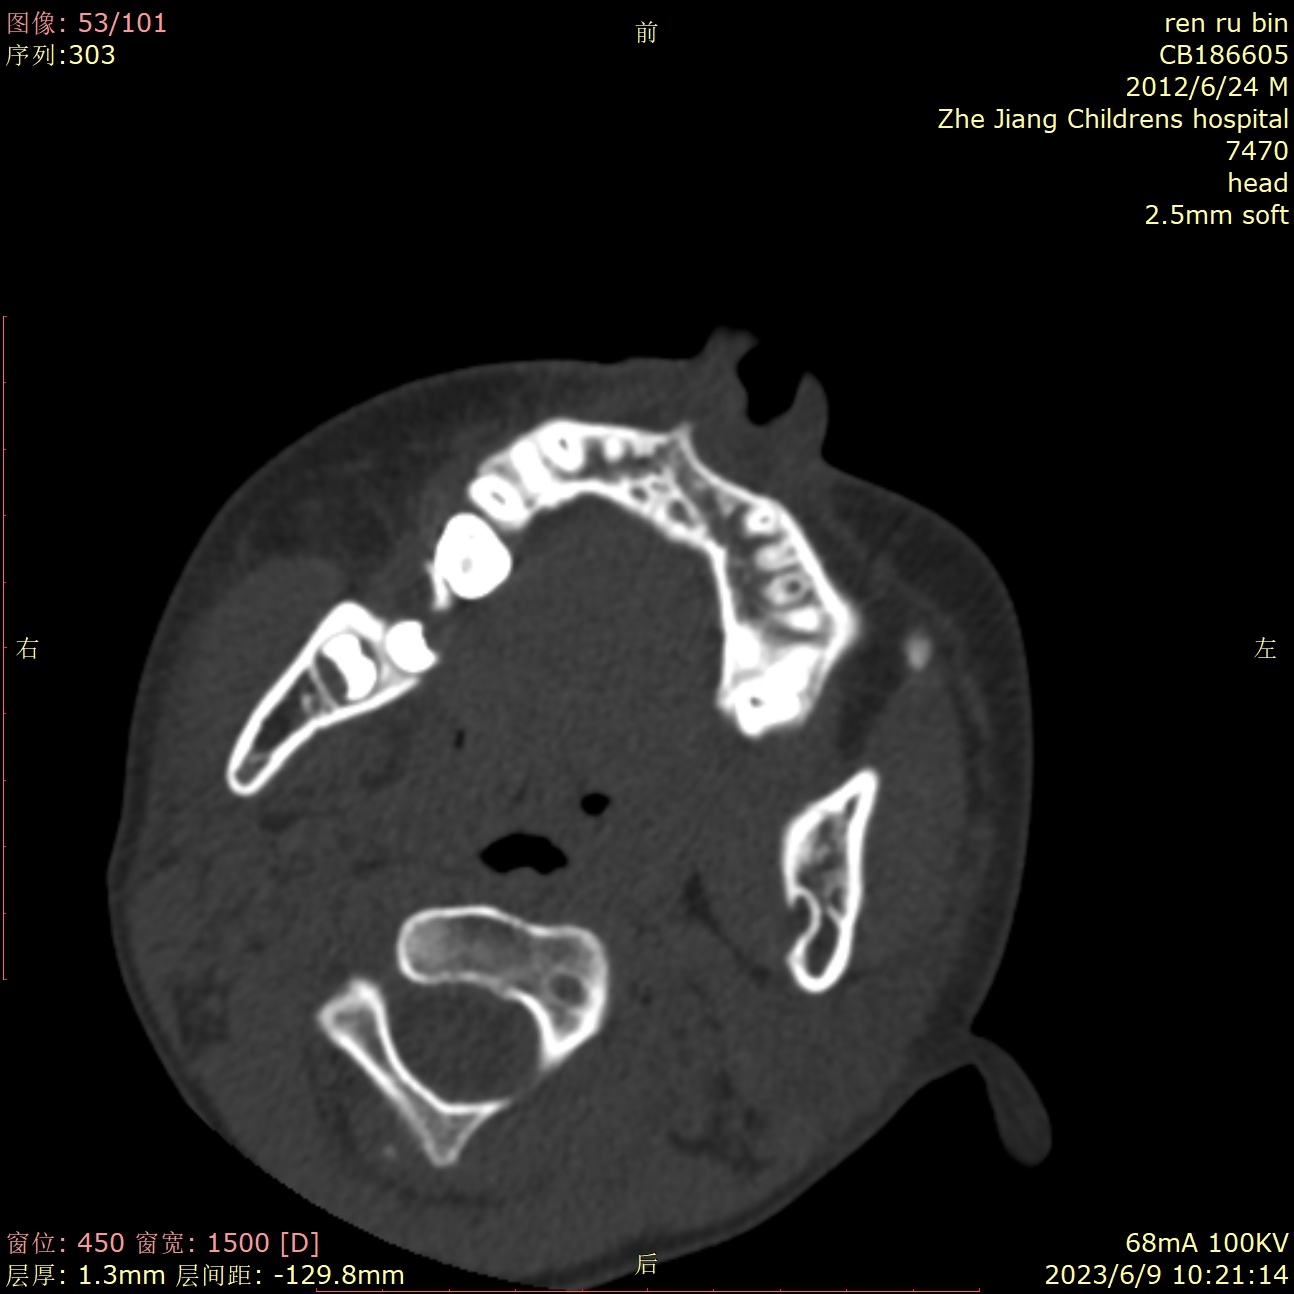 图像: 53/101
序列:303
前
ren ru bin
CB186605
2012/6/24 M
Zhe Jiang Childrens hospital
7470
head
2.5mm soft
右
左
窗位: 450 窗宽: 1500 [D]
层厚: 1.3mm 层间距: -129.8mm
后
68mA 100KV
2023/6/9 10:21:14